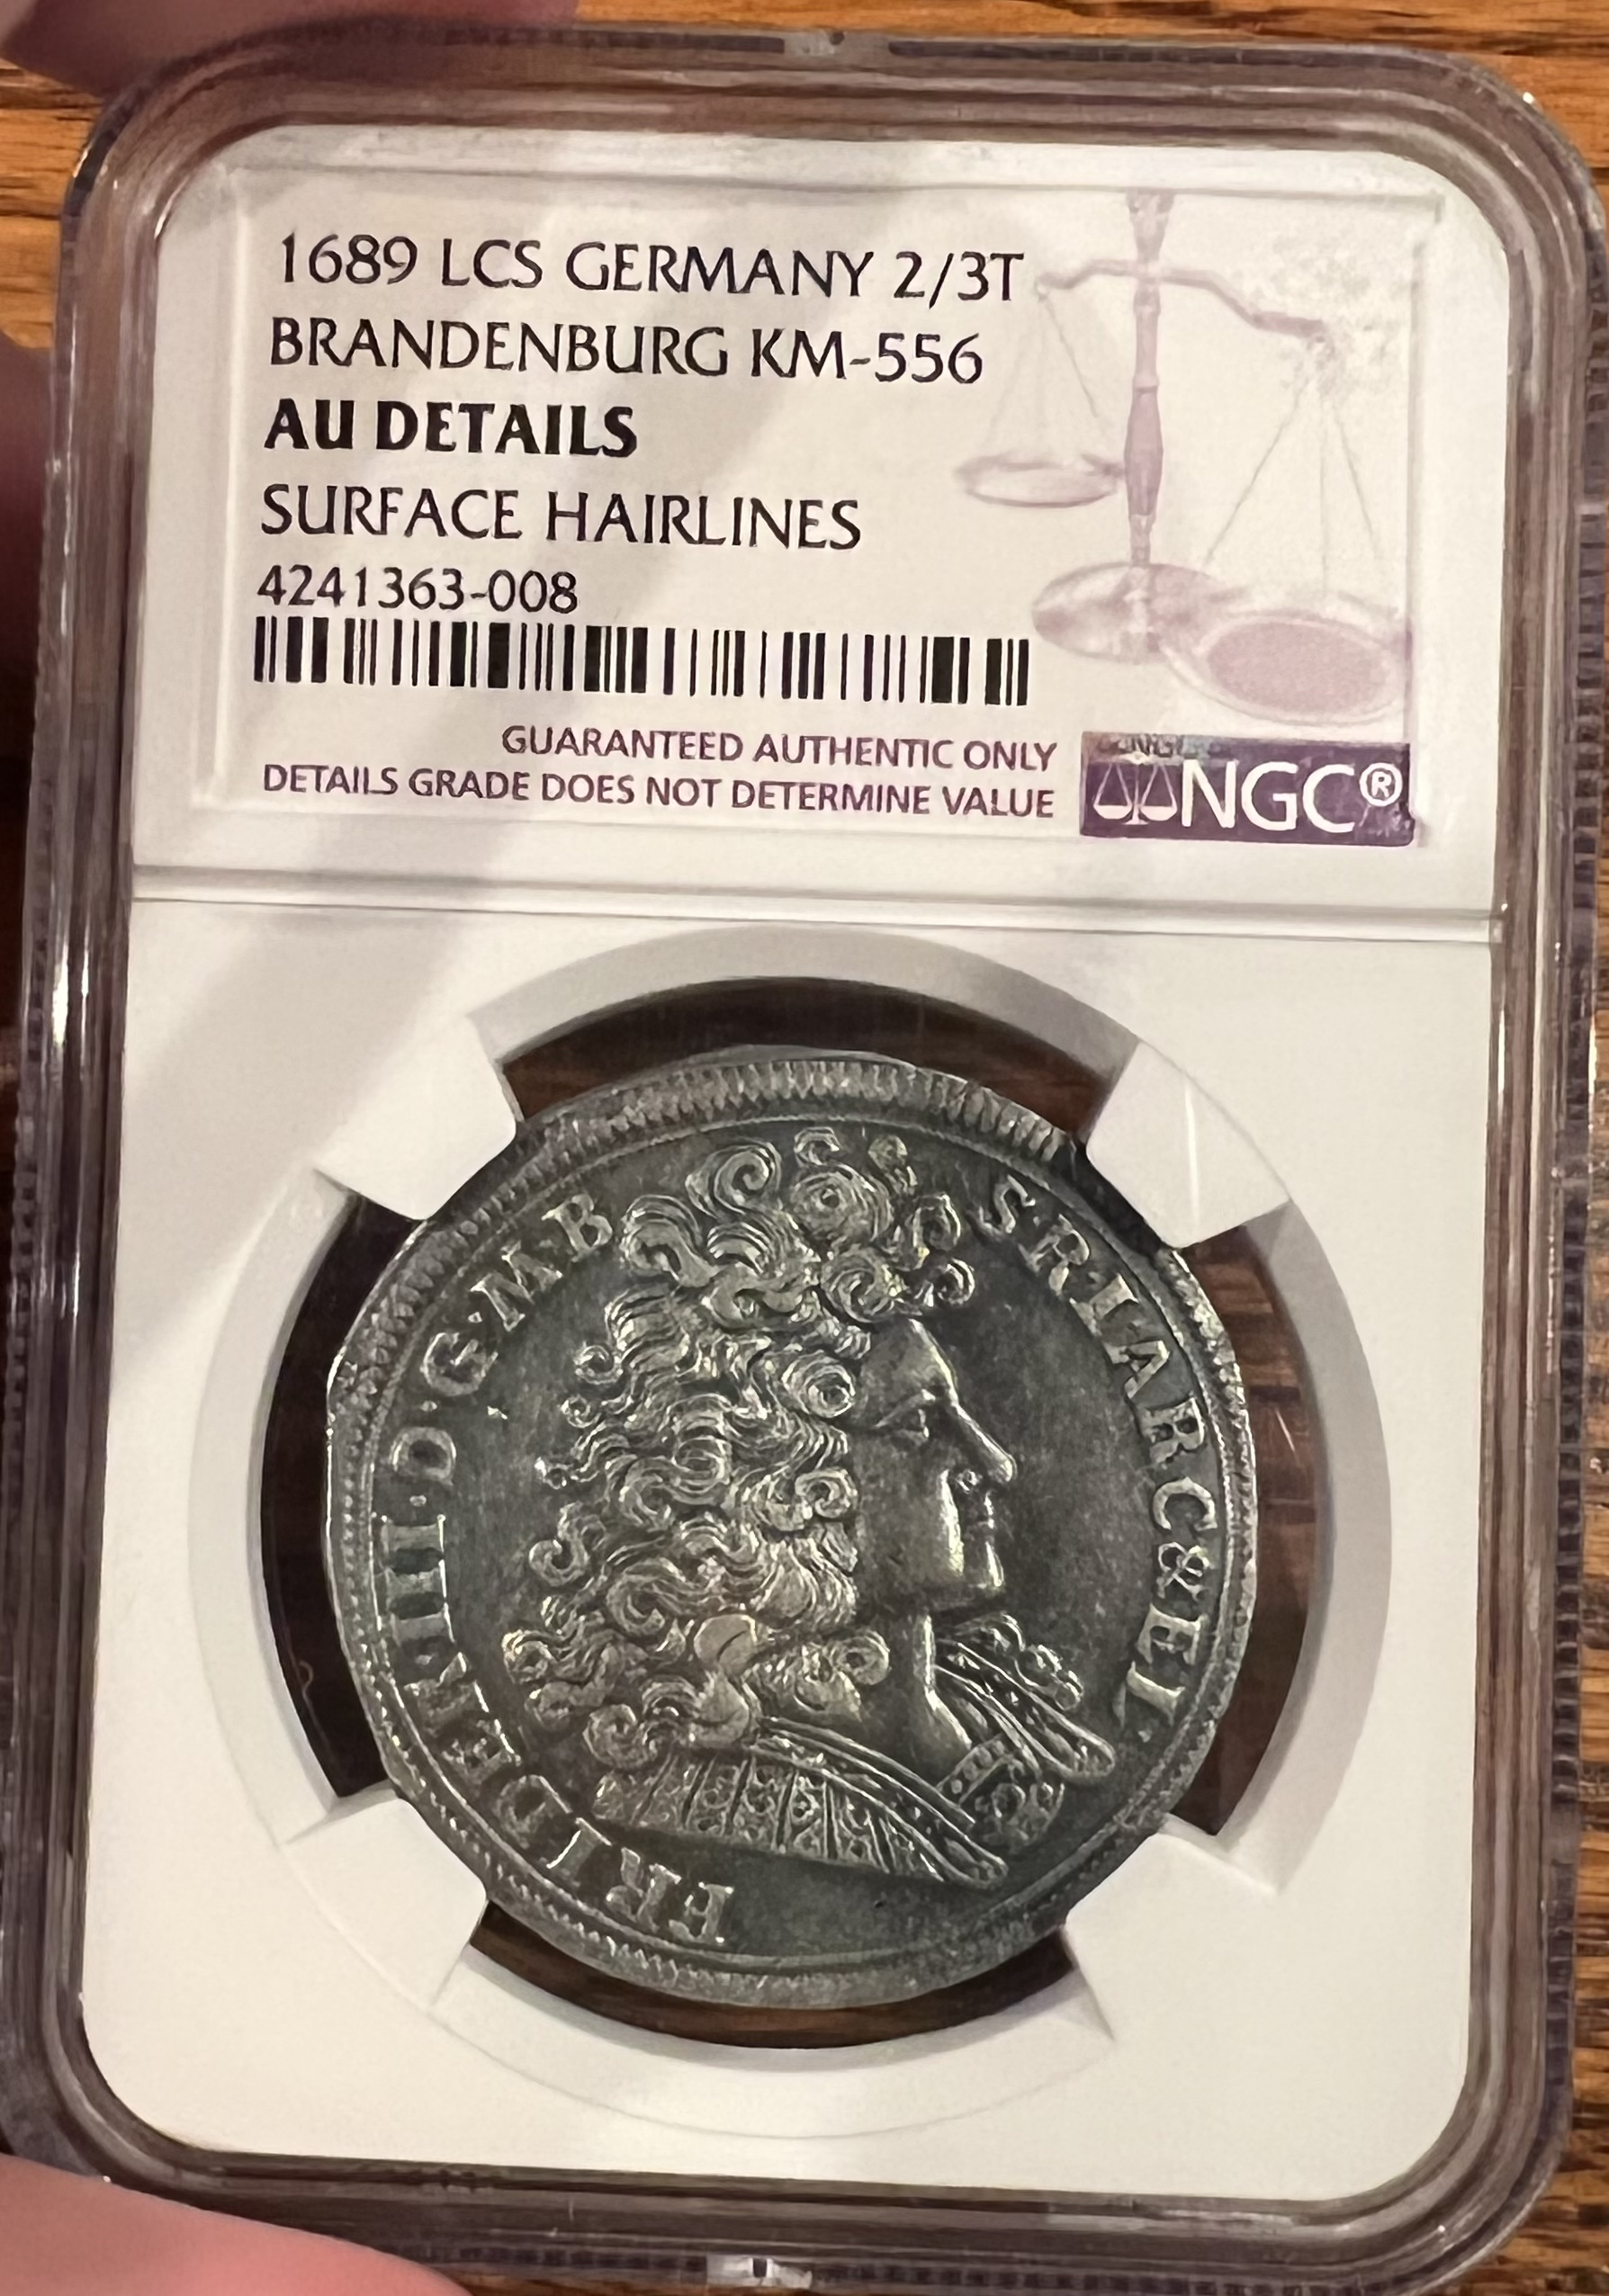 1689 LCS GERMANY 2/3T
BRANDENBURG KM-556
AU DETAILS
SURFACE HAIRLINES
4241363-008
GUARANTEED AUTHENTIC ONLY
DETAILS GRADE DOES NOT DETERMINE VALUE
NGC®
FRIDER·III·D·G·M·B
S·R·I·ARC&EL·